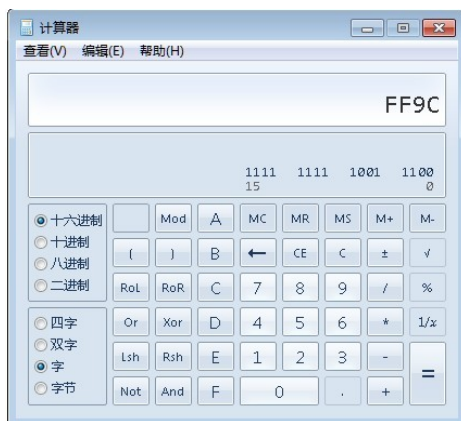 计算器
查看(V) 编辑(E) 帮助(H)
FF9C
1111 1111 1001 1100
15 0
十六进制 Mod A MC MR MS M+ M-
十进制 ( ) B ← CE C ± √
八进制
二进制 RoL RoR C 7 8 9 / %
四字 Or Xor D 4 5 6 * 1/x
双字
字 Lsh Rsh E 1 2 3 - =
字节 Not And F 0 . +